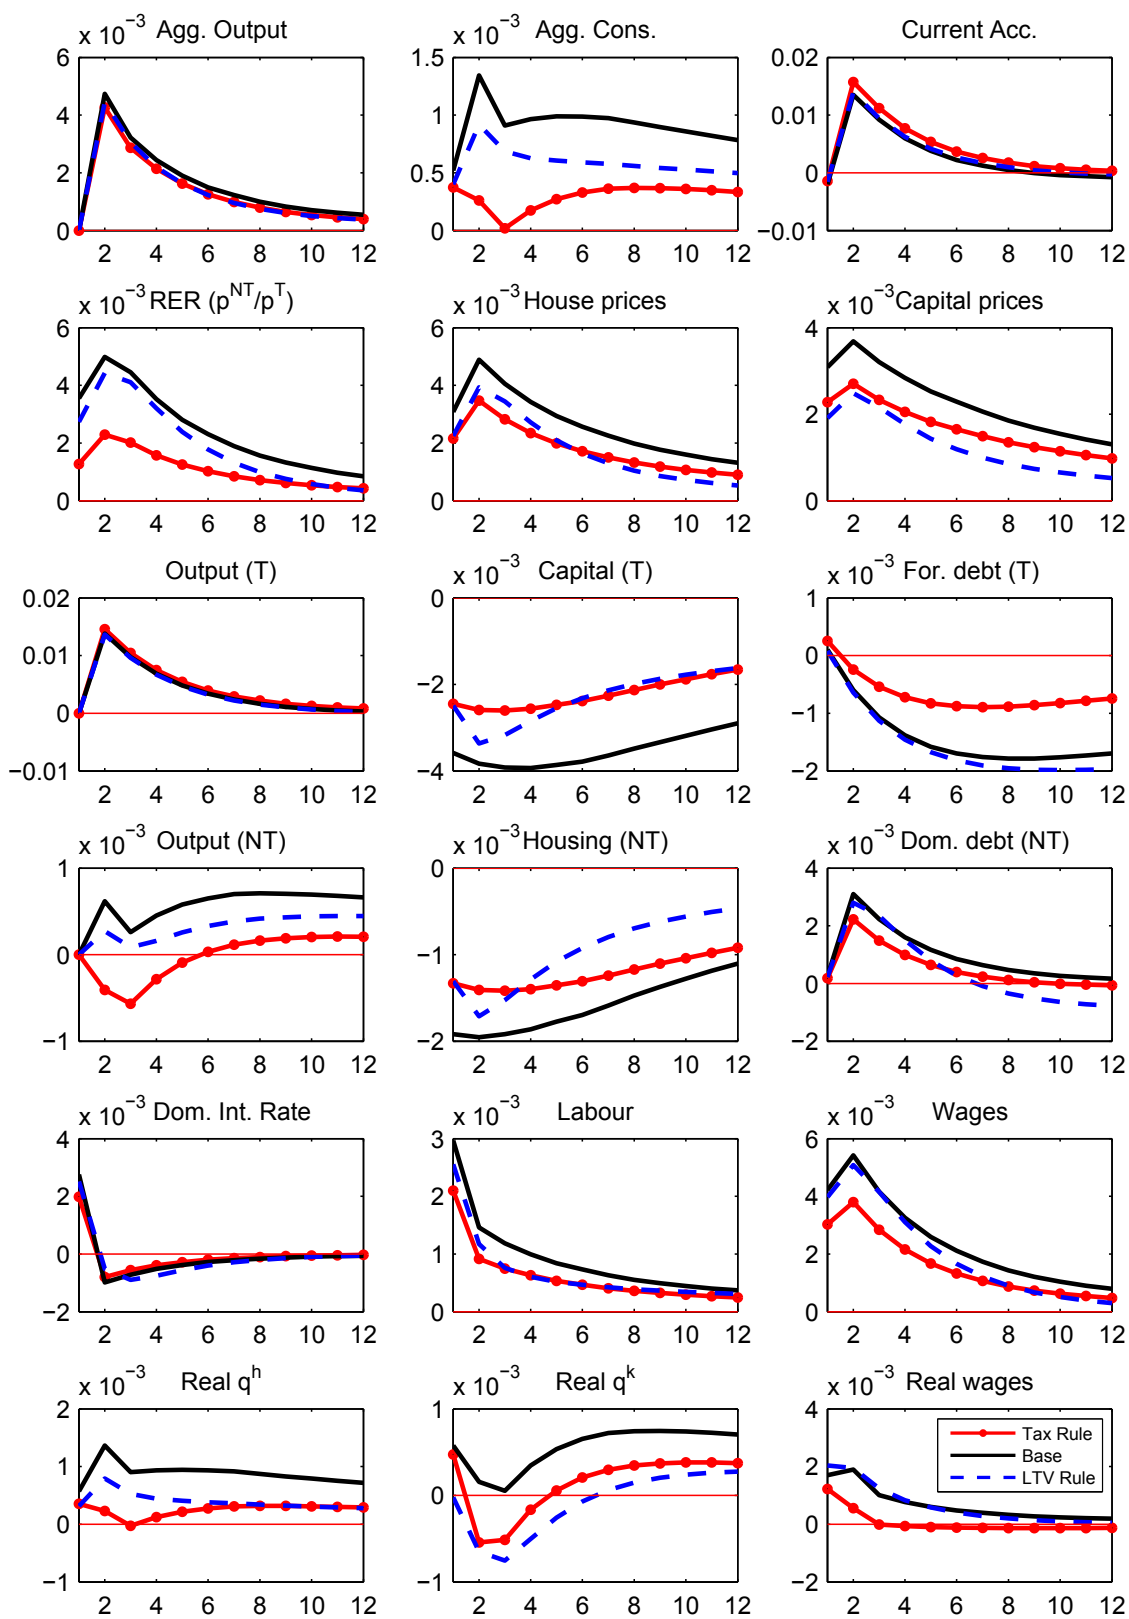 x 10⁻³ Agg. Output
6
4
2
0
2 4 6 8 10 12
x 10⁻³ Agg. Cons.
1.5
1
0.5
0
2 4 6 8 10 12
Current Acc.
0.02
0.01
0
−0.01
2 4 6 8 10 12
x 10⁻³ RER (p^NT/p^T)
6
4
2
0
2 4 6 8 10 12
x 10⁻³ House prices
6
4
2
0
2 4 6 8 10 12
x 10⁻³ Capital prices
4
2
0
2 4 6 8 10 12
Output (T)
0.02
0.01
0
−0.01
2 4 6 8 10 12
x 10⁻³ Capital (T)
0
−2
−4
2 4 6 8 10 12
x 10⁻³ For. debt (T)
1
0
−1
−2
2 4 6 8 10 12
x 10⁻³ Output (NT)
1
0
−1
2 4 6 8 10 12
x 10⁻³ Housing (NT)
0
−1
−2
2 4 6 8 10 12
x 10⁻³ Dom. debt (NT)
4
2
0
−2
2 4 6 8 10 12
x 10⁻³ Dom. Int. Rate
4
2
0
−2
2 4 6 8 10 12
x 10⁻³ Labour
3
2
1
0
2 4 6 8 10 12
x 10⁻³ Wages
6
4
2
0
2 4 6 8 10 12
x 10⁻³ Real q^h
2
1
0
−1
2 4 6 8 10 12
x 10⁻³ Real q^k
1
0
−1
2 4 6 8 10 12
x 10⁻³ Real wages
4
2
0
−2
2 4 6 8 10 12
Tax Rule
Base
LTV Rule